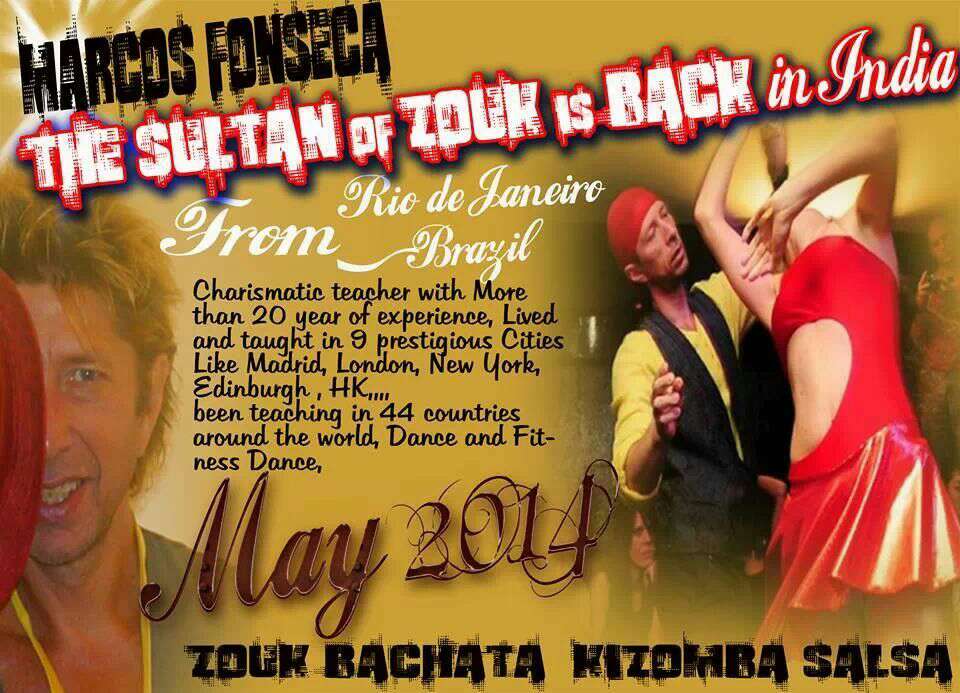 MARCOS FONSECA
THE SULTAN OF ZOUK IS BACK in India
From Rio de Janeiro
Brazil
Charismatic teacher with More
than 20 year of experience, Lived
and taught in 9 prestigious Cities
Like Madrid, London, New York,
Edinburgh , HK,,,,
been teaching in 44 countries
around the world, Dance and Fit-
ness Dance,
May 2014
ZOUK BACHATA KIZOMBA SALSA